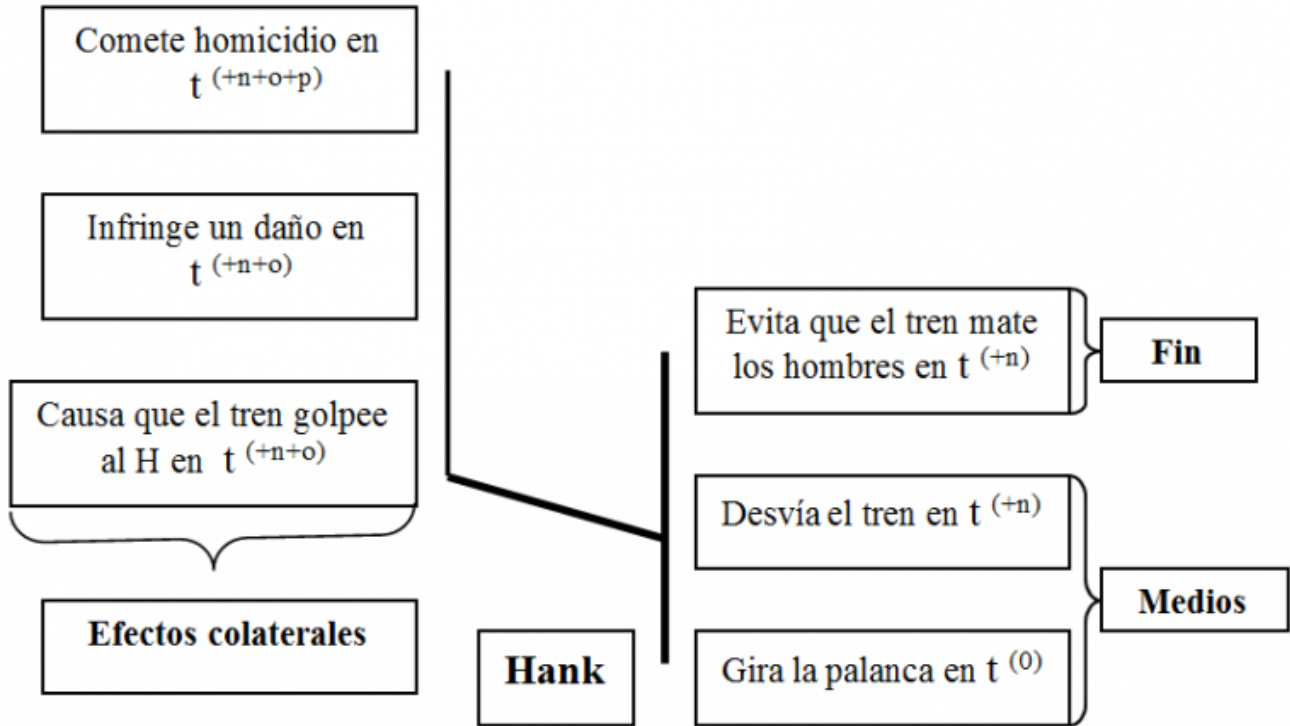 Comete homicidio en
t (+n+o+p)
Infringe un daño en
t (+n+o)
Causa que el tren golpee
al H en t (+n+o)
Efectos colaterales
Hank
Evita que el tren mate
los hombres en t (+n)
Fin
Desvía el tren en t (+n)
Medios
Gira la palanca en t (0)